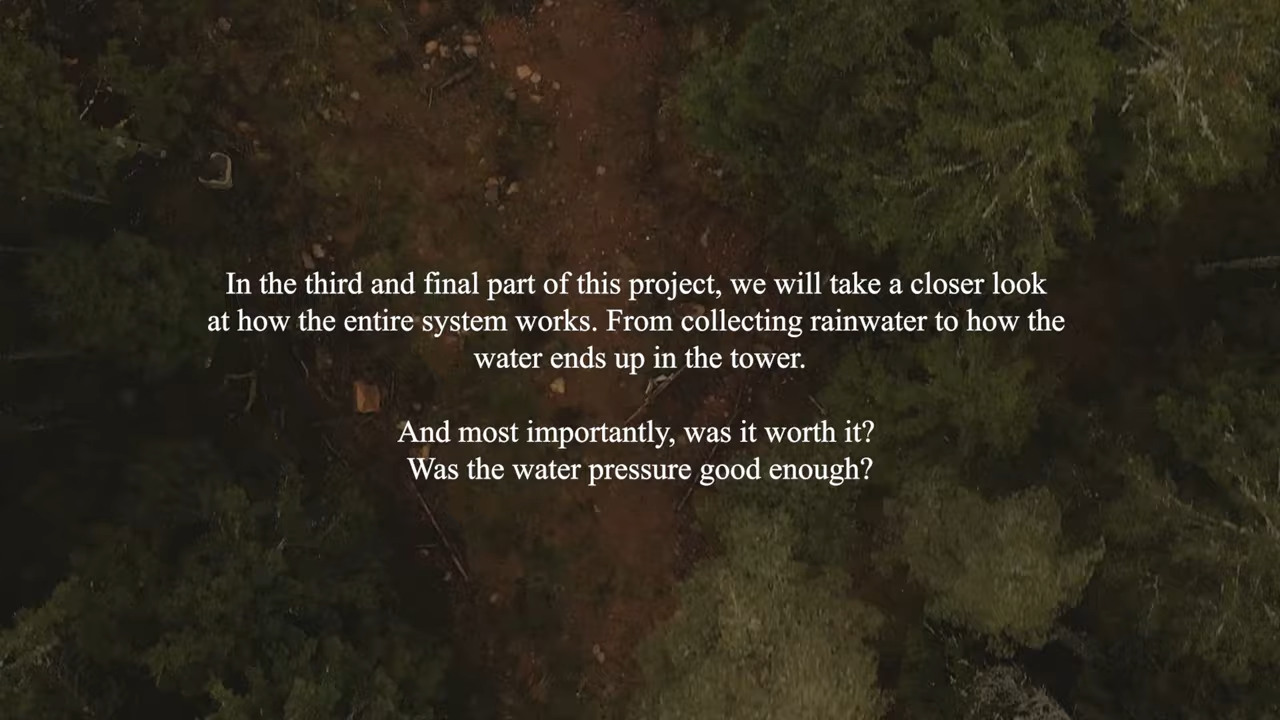 In the third and final part of this project, we will take a closer look
at how the entire system works. From collecting rainwater to how the
water ends up in the tower.
And most importantly, was it worth it?
Was the water pressure good enough?